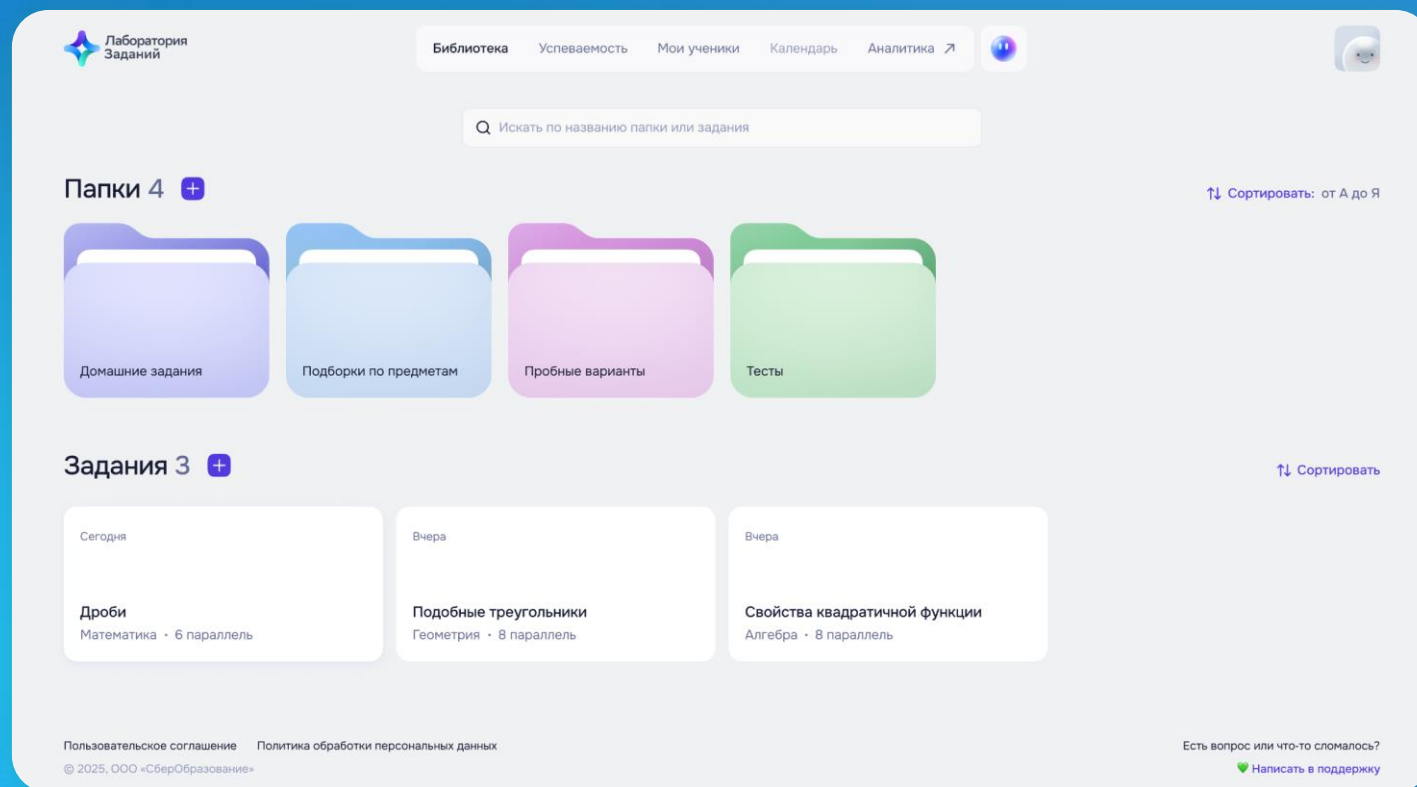 Лаборатория
Заданий
Библиотека Успеваемость Мои ученики Календарь Аналитика
Искать по названию папки или задания
Папки 4
Сортировать: от А до Я
Домашние задания Подборки по предметам Пробные варианты Тесты
Задания 3
Сортировать
Сегодня Вчера Вчера
Дроби Подобные треугольники Свойства квадратичной функции
Математика • 6 параллель Геометрия • 8 параллель Алгебра • 8 параллель
Пользовательское соглашение Политика обработки персональных данных Есть вопрос или что-то сломалось?
© 2025, ООО «СберОбразование» Написать в поддержку